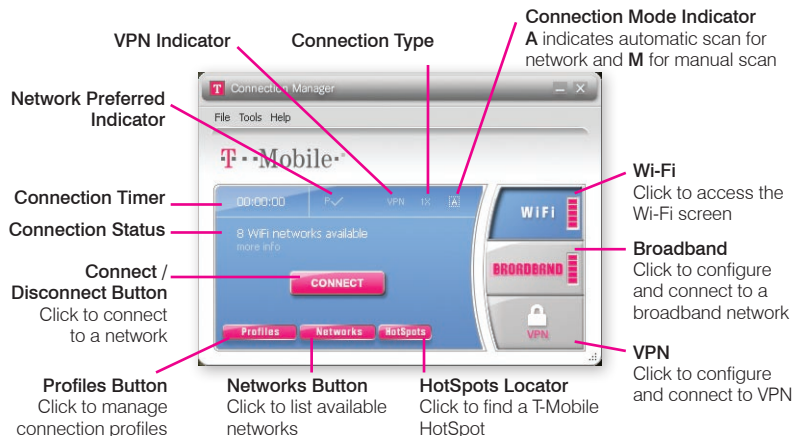 Connection Mode Indicator
A indicates automatic scan for
network and M for manual scan
VPN Indicator
Connection Type
Network Preferred
Indicator
T Connection Manager
File Tools Help
T··Mobile·
Connection Timer
00:00:00
P
VPN
1X
A
Connection Status
8 WiFi networks available
more info
Connect /
Disconnect Button
Click to connect
to a network
CONNECT
Profiles
Networks
HotSpots
WiFi
BROADBAND
VPN
Wi-Fi
Click to access the
Wi-Fi screen
Broadband
Click to configure
and connect to a
broadband network
VPN
Click to configure
and connect to VPN
Profiles Button
Click to manage
connection profiles
Networks Button
Click to list available
networks
HotSpots Locator
Click to find a T-Mobile
HotSpot